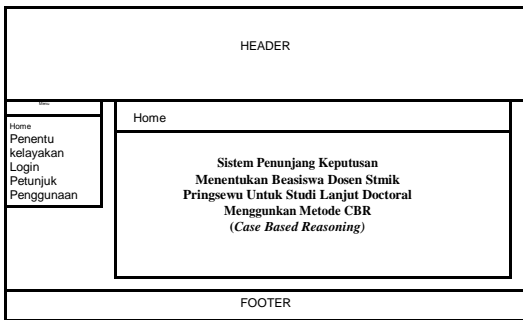 HEADER
Menu
Home
Penentu
kelayakan
Login
Petunjuk
Penggunaan
Home
Sistem Penunjang Keputusan
Menentukan Beasiswa Dosen Stmik
Pringsewu Untuk Studi Lanjut Doctoral
Menggunkan Metode CBR
(Case Based Reasoning)
FOOTER